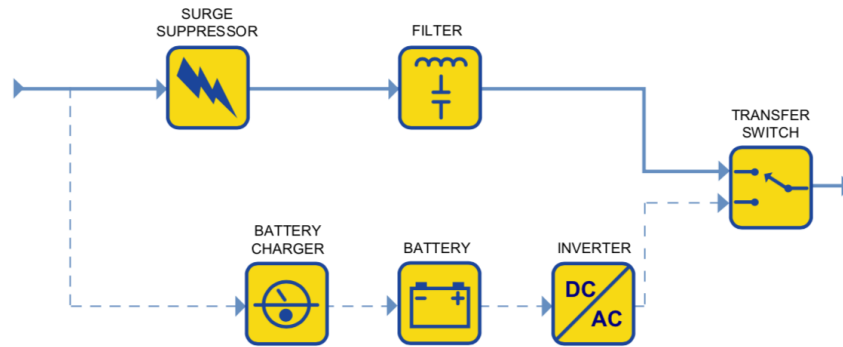 SURGE
SUPPRESSOR
FILTER
TRANSFER
SWITCH
BATTERY
CHARGER
BATTERY
INVERTER
DC
AC